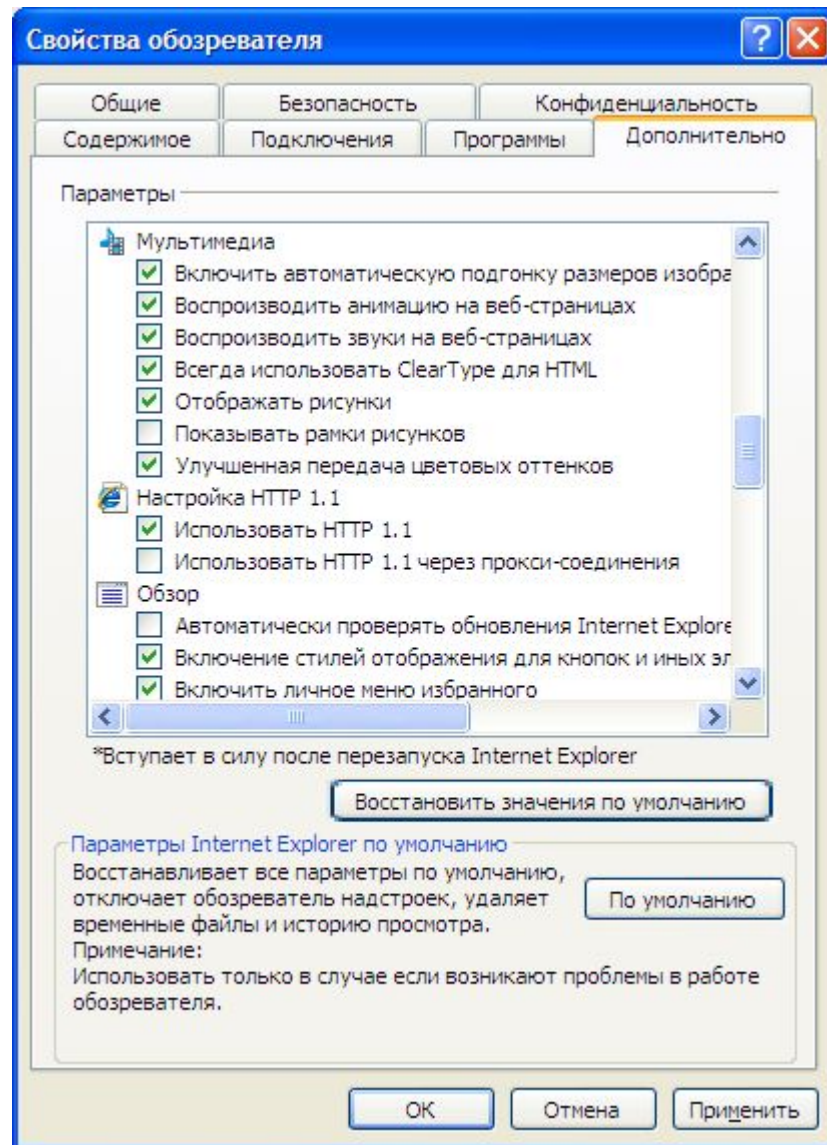 Свойства обозревателя
Общие
Безопасность
Конфиденциальность
Содержимое
Подключения
Программы
Дополнительно
Параметры
Мультимедиа
Включить автоматическую подгонку размеров изобра
Воспроизводить анимацию на веб-страницах
Воспроизводить звуки на веб-страницах
Всегда использовать ClearType для HTML
Отображать рисунки
Показывать рамки рисунков
Улучшенная передача цветовых оттенков
Настройка HTTP 1.1
Использовать HTTP 1.1
Использовать HTTP 1.1 через прокси-соединения
Обзор
Автоматически проверять обновления Internet Explore
Включение стилей отображения для кнопок и иных эл
Включить личное меню избранного
*Вступает в силу после перезапуска Internet Explorer
Восстановить значения по умолчанию
Параметры Internet Explorer по умолчанию
Восстанавливает все параметры по умолчанию,
отключает обозреватель надстроек, удаляет
временные файлы и историю просмотра.
Примечание:
Использовать только в случае если возникают проблемы в работе
обозревателя.
По умолчанию
ОК
Отмена
Применить